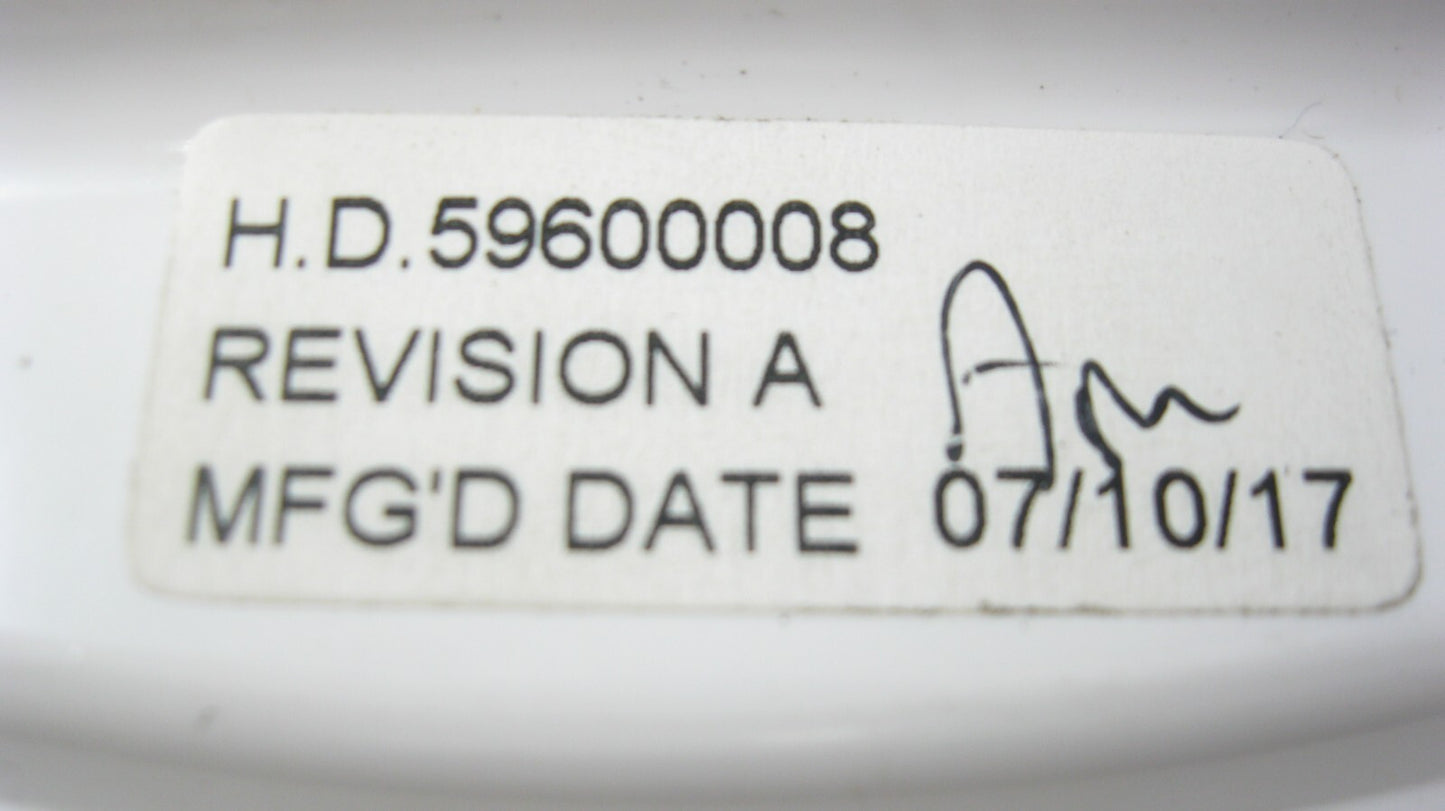 H.D.59600008
REVISION A
MFG'D DATE 07/10/17